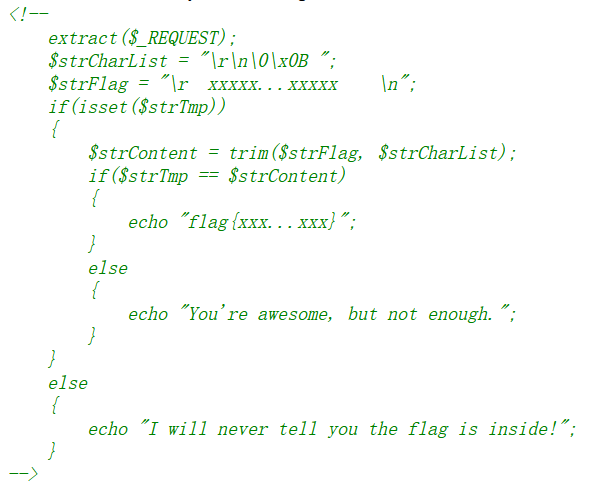 <!--
extract($_REQUEST);
$strCharList = "\r\n\0\x0B ";
$strFlag = "\r  xxxxx...xxxxx    \n";
if(isset($strTmp))
{
$strContent = trim($strFlag, $strCharList);
if($strTmp == $strContent)
{
echo "flag{xxx...xxx}";
}
else
{
echo "You're awesome, but not enough.";
}
}
else
{
echo "I will never tell you the flag is inside!";
}
-->